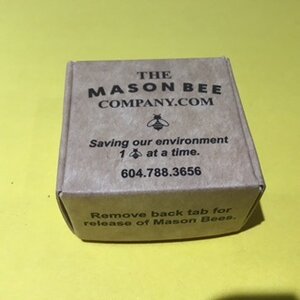 THE
MASON BEE
COMPANY.COM
Saving our environment
1 at a time.
604.788.3656
Remove back tab for
release of Mason Bees.